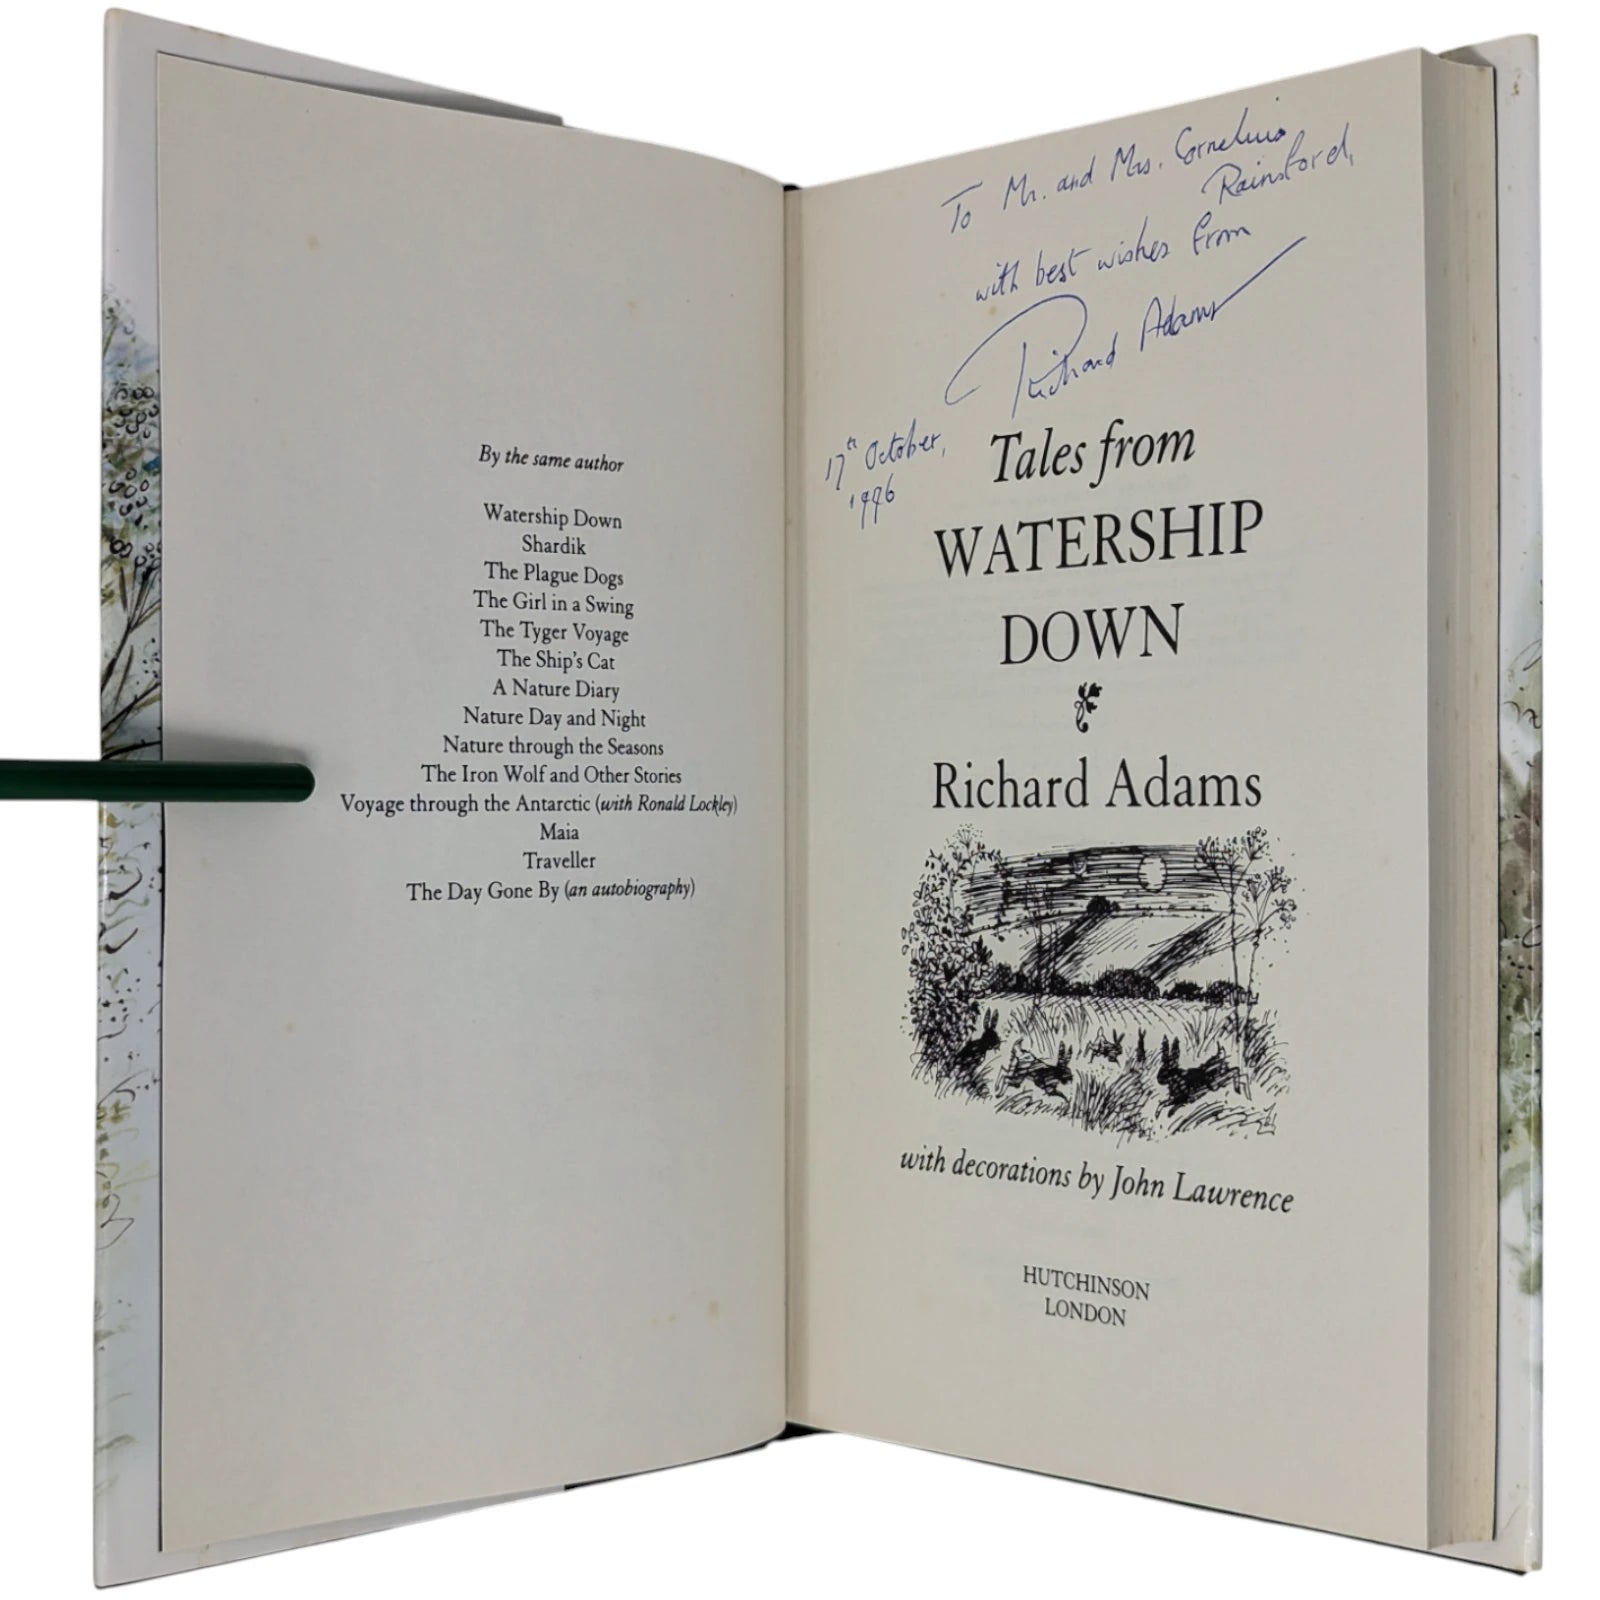 By the same author
Watership Down
Shardik
The Plague Dogs
The Girl in a Swing
The Tyger Voyage
The Ship's Cat
A Nature Diary
Nature Day and Night
Nature through the Seasons
The Iron Wolf and Other Stories
Voyage through the Antarctic (with Ronald Lockley)
Maia
Traveller
The Day Gone By (an autobiography)
To Mr. and Mrs. Cornelius
Rainsford,
with best wishes from
Richard Adams
17th October,
1996
Tales from
WATERSHIP
DOWN
Richard Adams
with decorations by John Lawrence
HUTCHINSON
LONDON